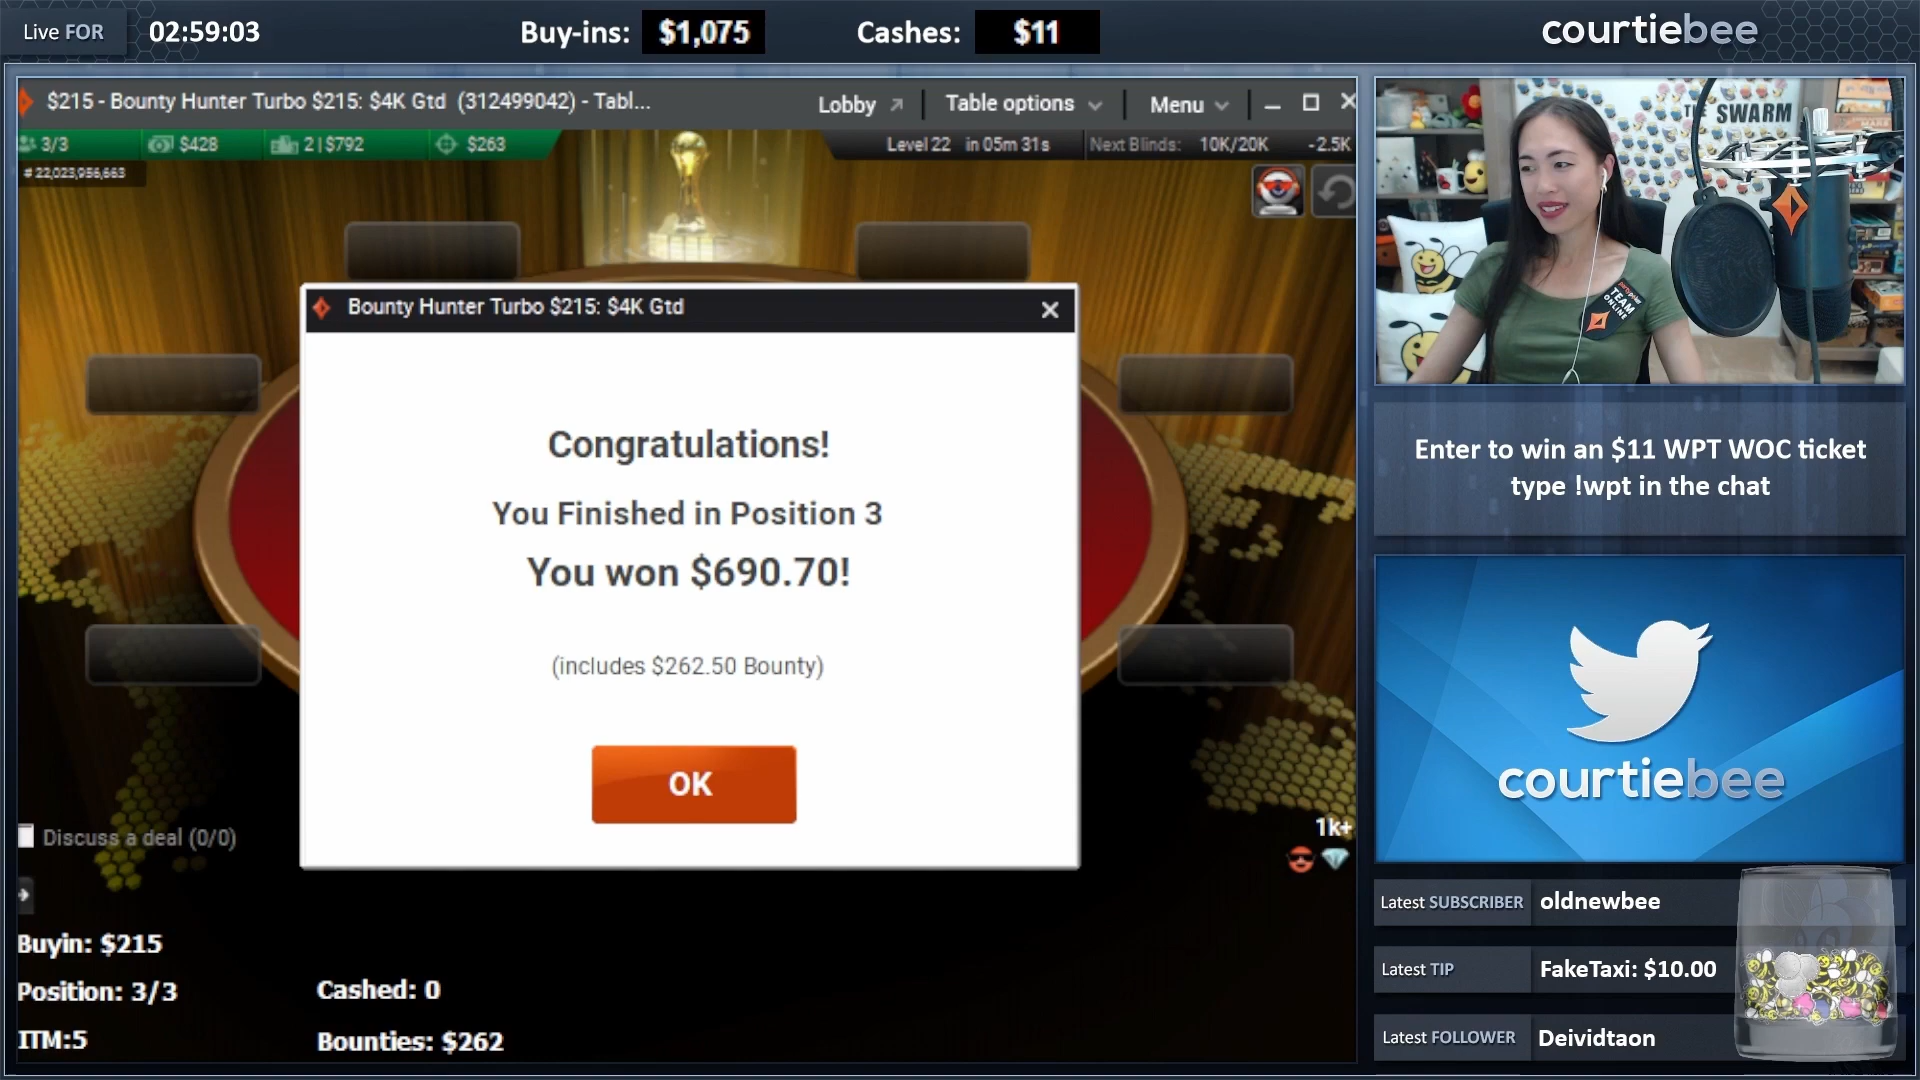 Live FOR 02:59:03 Buy-ins: $1,075 Cashes: $11 courtiebee
$215 - Bounty Hunter Turbo $215: $4K Gtd (312499042) - Tabl... Lobby Table options Menu
3/3 $428 2 | $792 $263 Level 22 in 05m 31s Next Blinds: 10K/20K -2.5K
# 22,023,956,663
THE SWARM
partypoker
TEAM
ONLINE
Bounty Hunter Turbo $215: $4K Gtd
Congratulations!
You Finished in Position 3
You won $690.70!
(includes $262.50 Bounty)
OK
Discuss a deal (0/0)
1k+
Buyin: $215
Position: 3/3 Cashed: 0
ITM:5 Bounties: $262
Enter to win an $11 WPT WOC ticket
type !wpt in the chat
courtiebee
Latest SUBSCRIBER oldnewbee
Latest TIP FakeTaxi: $10.00
Latest FOLLOWER Deividtaon